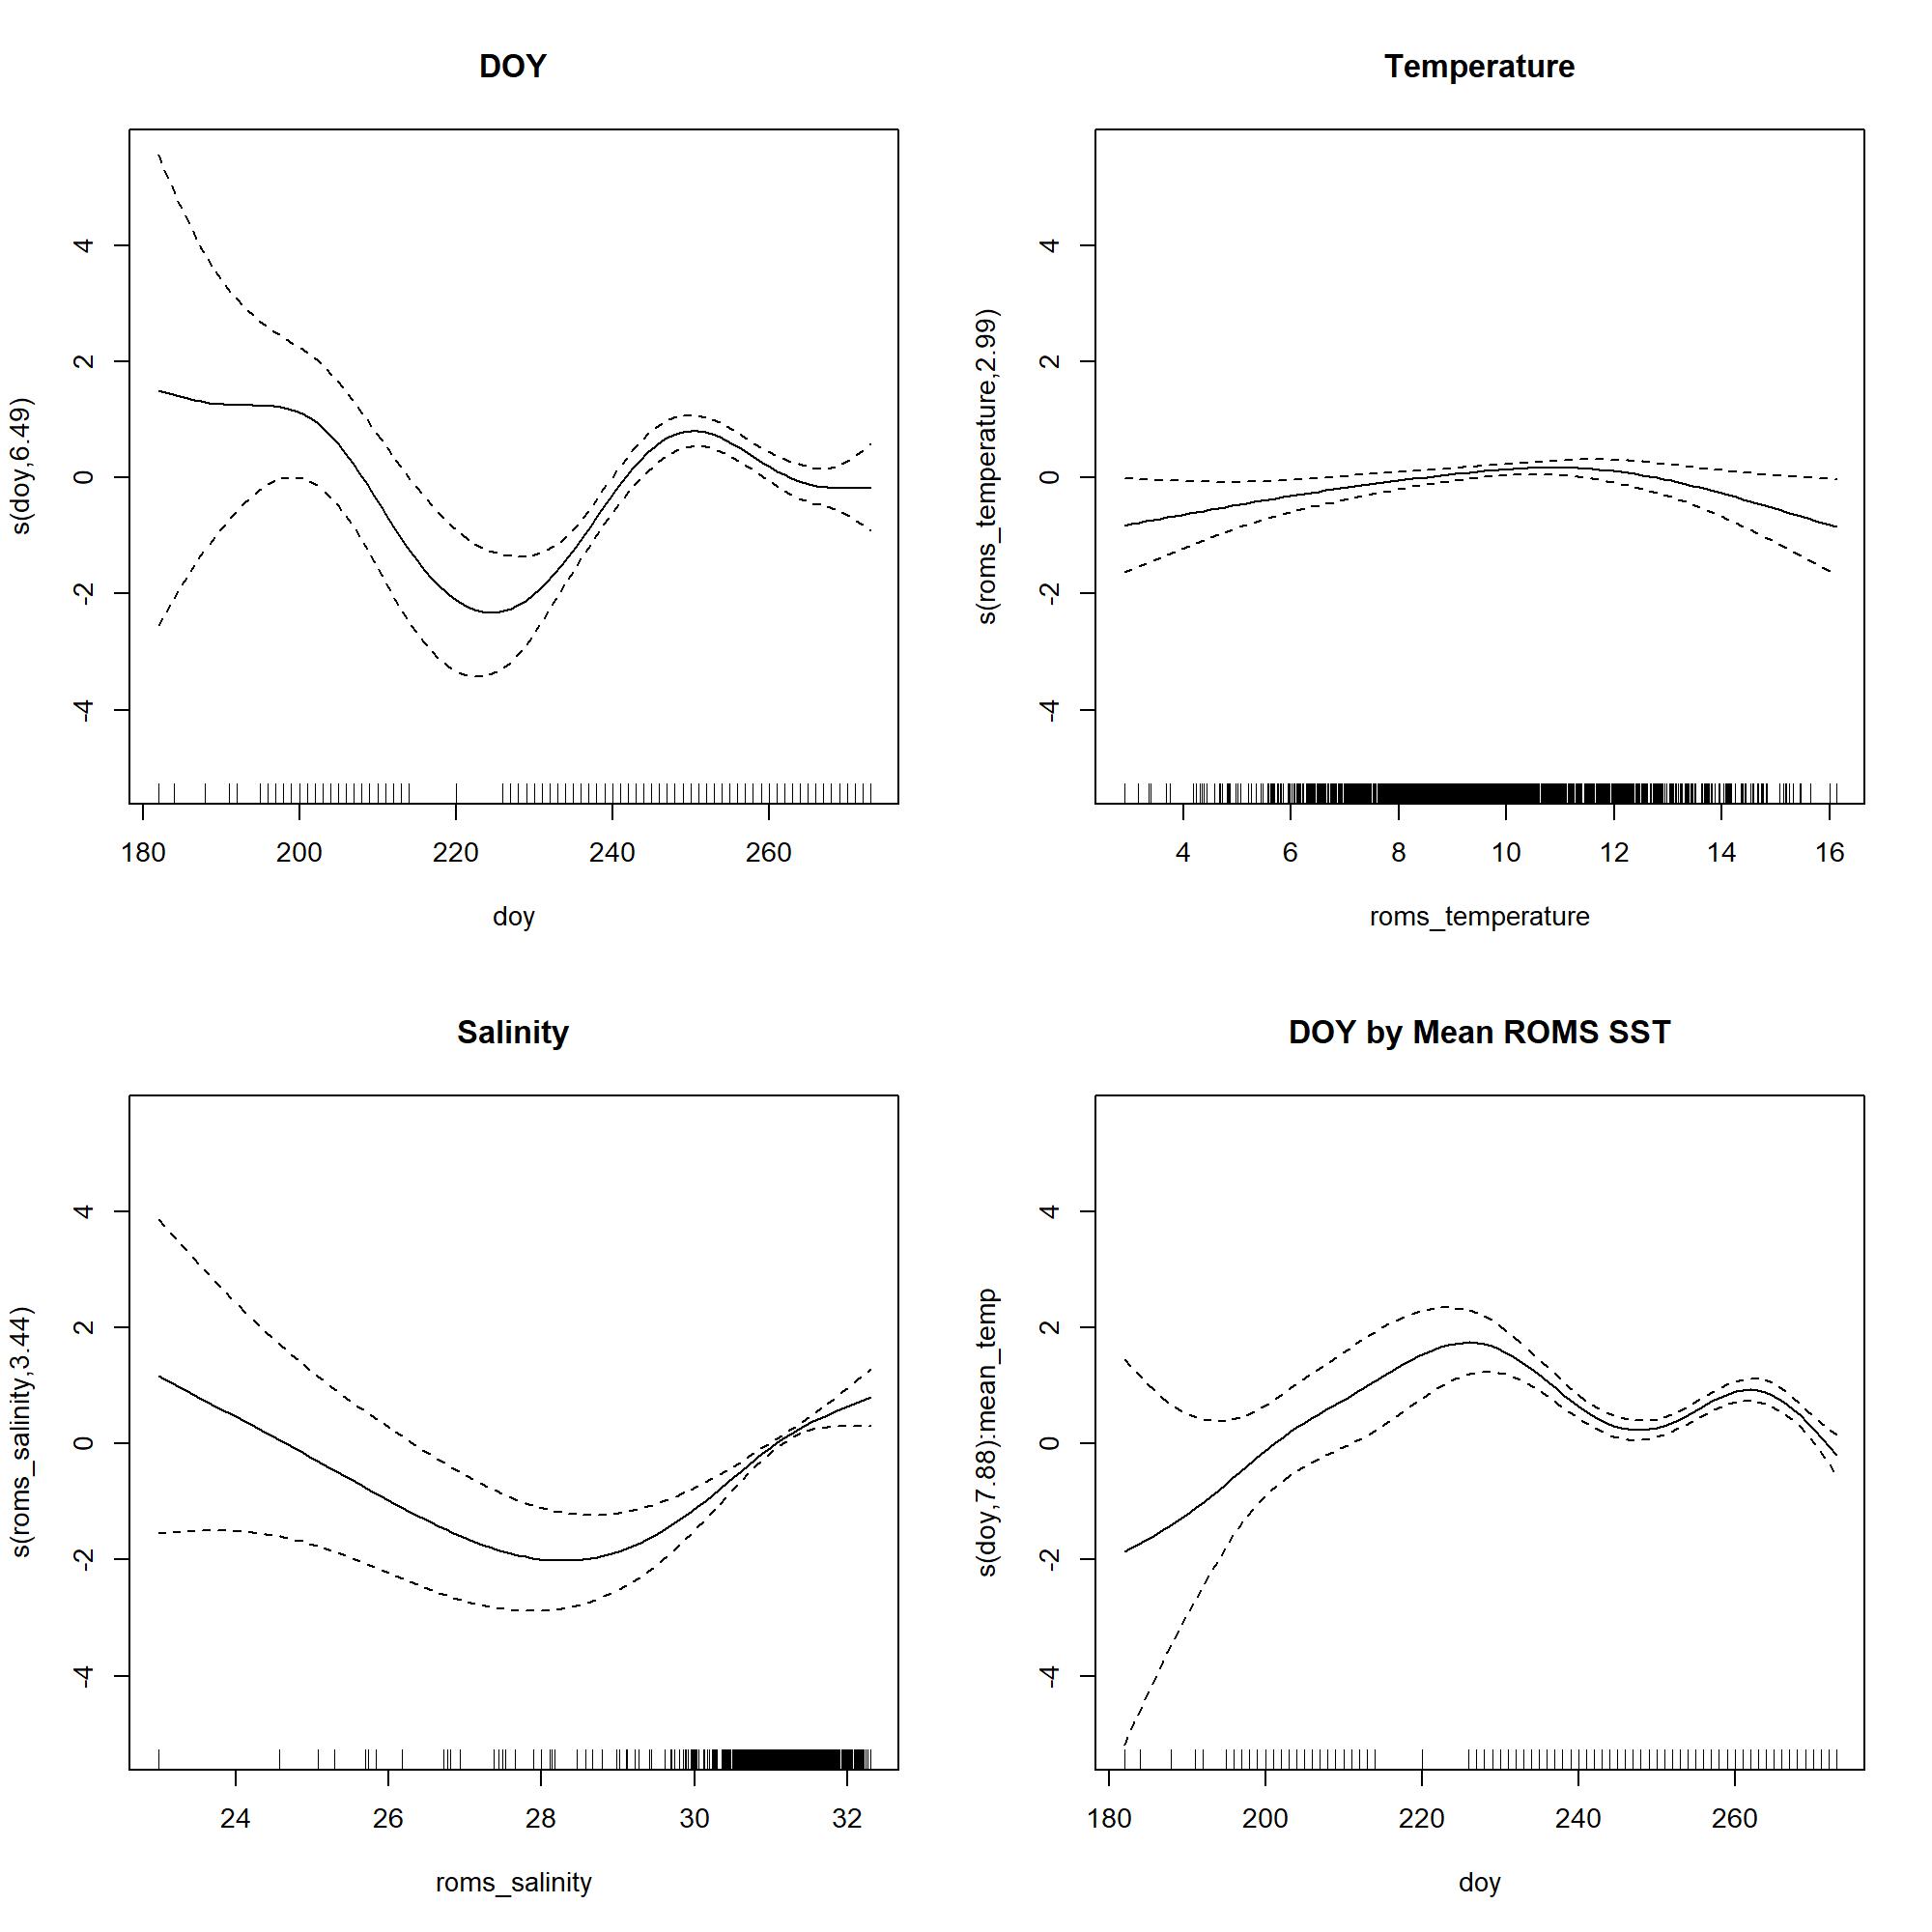 DOY
s(doy,6.49)
4
2
0
-2
-4
180 200 220 240 260
doy
Temperature
s(roms_temperature,2.99)
4
2
0
-2
-4
4 6 8 10 12 14 16
roms_temperature
Salinity
s(roms_salinity,3.44)
4
2
0
-2
-4
24 26 28 30 32
roms_salinity
DOY by Mean ROMS SST
s(doy,7.88):mean_temp
4
2
0
-2
-4
180 200 220 240 260
doy